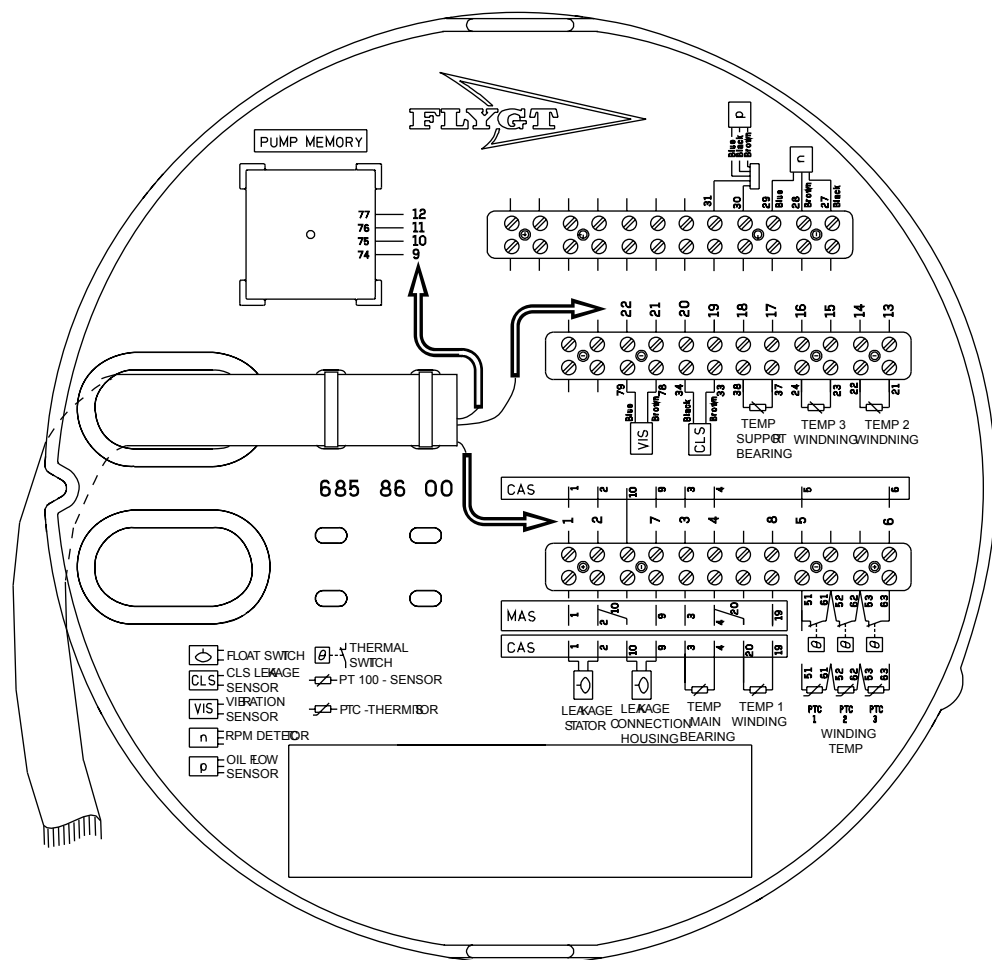 FLYGT
PUMP MEMORY
77 12
76 11
75 10
74 9
p
Blue
Black
Brown
n
31 30 29 28 27
Blue
Brown
Black
22 21 20 19 18 17 16 15 14 13
79 78 34 33 38 37 24 23 22 21
Blue
Brown
Black
Brown
VIS
CLS
TEMP
SUPPORT
BEARING
TEMP 3
WINDNING
TEMP 2
WINDNING
685 86 00
CAS 1 2 10 9 3 4 5 6
1 2 7 3 4 8 5 6
MAS 1 2 10 9 3 4 20 19
CAS 1 2 10 9 3 4 20 19
51 61 52 62 53 63
θ θ θ
51 61 52 62 53 63
PTC
1
PTC
2
PTC
3
WINDING
TEMP
LEAKAGE
STATOR
LEAKAGE
CONNECTION
HOUSING
TEMP
MAIN
BEARING
TEMP 1
WINDING
FLOAT SWITCH
CLS CLS LEAKAGE
SENSOR
VIS VIBRATION
SENSOR
n RPM DETECTOR
p OIL FLOW
SENSOR
θ THERMAL
SWITCH
PT 100 - SENSOR
PTC -THERMISTOR